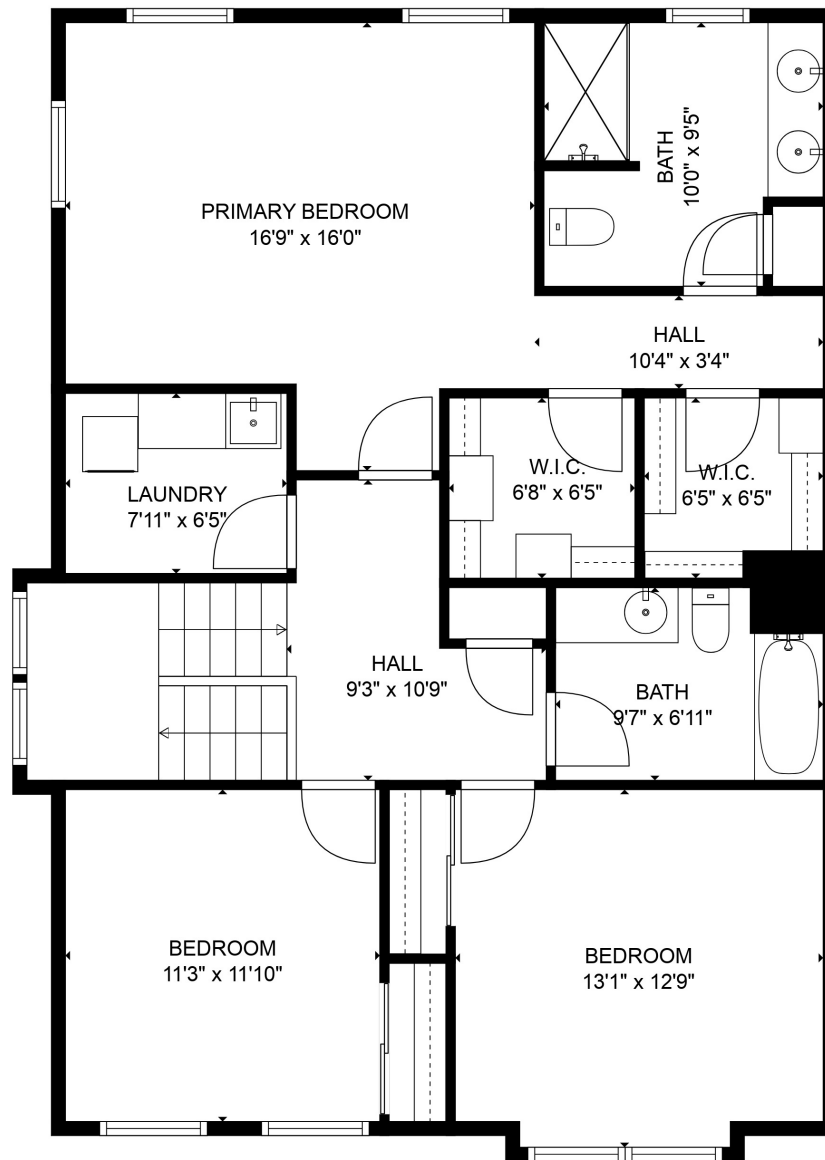 BATH
10'0" x 9'5"
PRIMARY BEDROOM
16'9" x 16'0"
HALL
10'4" x 3'4"
W.I.C.
6'8" x 6'5"
W.I.C.
6'5" x 6'5"
LAUNDRY
7'11" x 6'5"
HALL
9'3" x 10'9"
BATH
9'7" x 6'11"
BEDROOM
11'3" x 11'10"
BEDROOM
13'1" x 12'9"